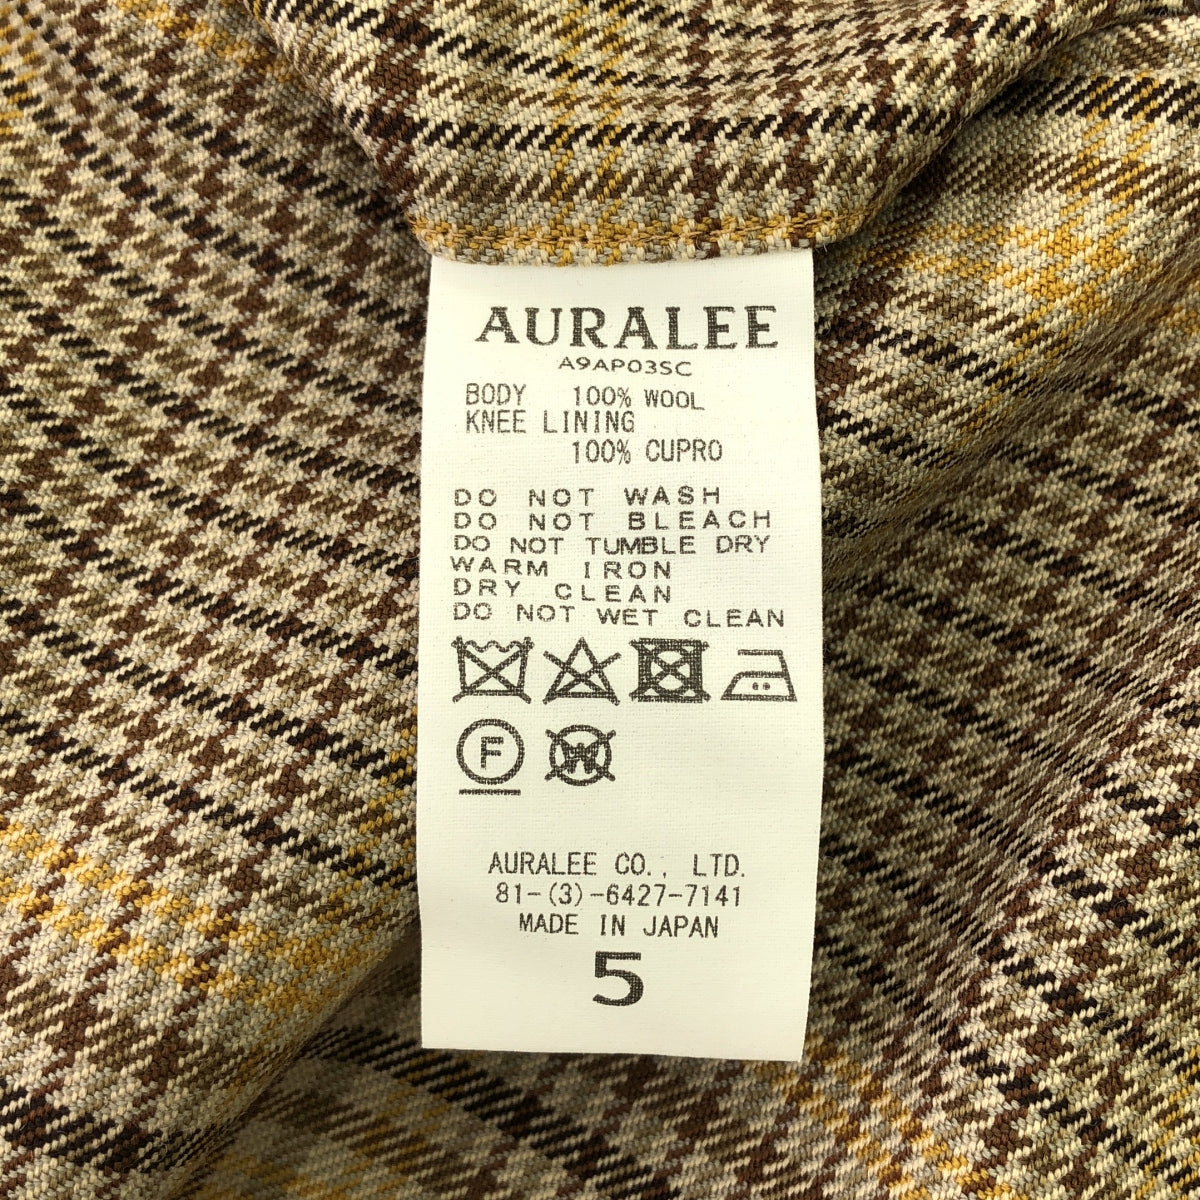 AURALEE
A9AP03SC
BODY 100% WOOL
KNEE LINING
100% CUPRO
DO NOT WASH
DO NOT BLEACH
DO NOT TUMBLE DRY
WARM IRON
DRY CLEAN
DO NOT WET CLEAN
F W
AURALEE CO., LTD.
81-(3)-6427-7141
MADE IN JAPAN
5